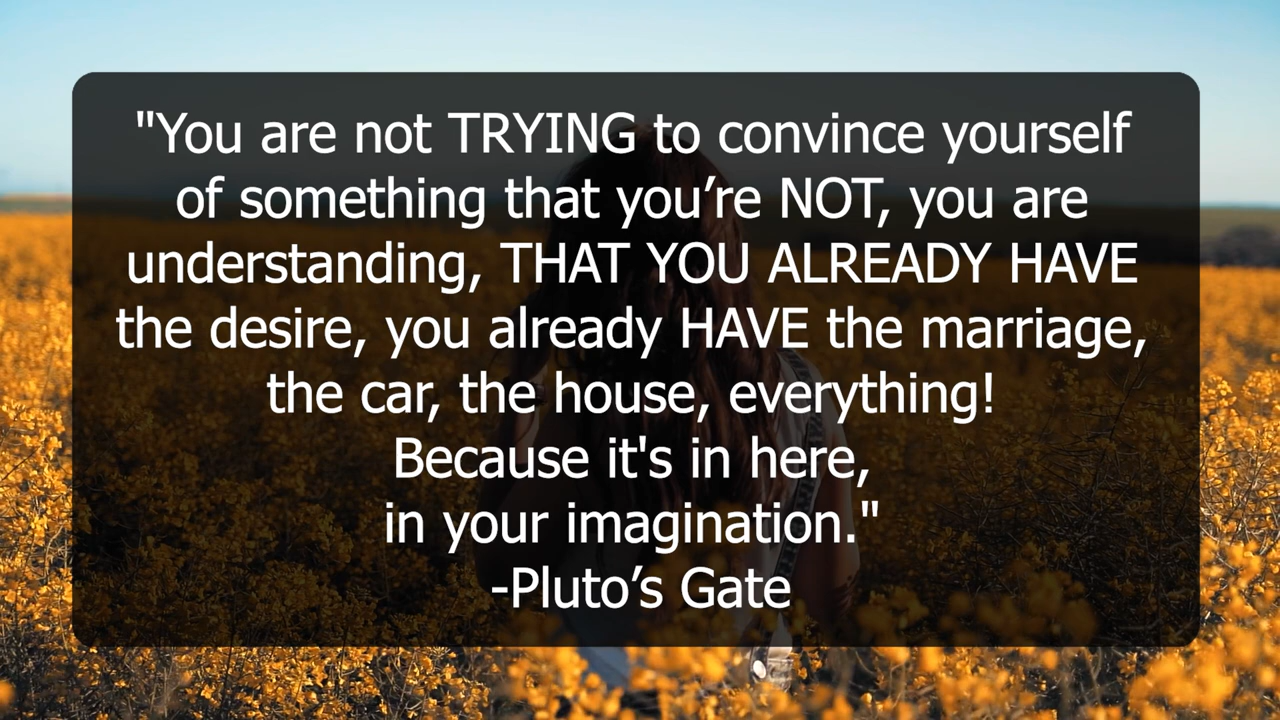 "You are not TRYING to convince yourself
of something that you’re NOT, you are
understanding, THAT YOU ALREADY HAVE
the desire, you already HAVE the marriage,
the car, the house, everything!
Because it's in here,
in your imagination."
-Pluto’s Gate